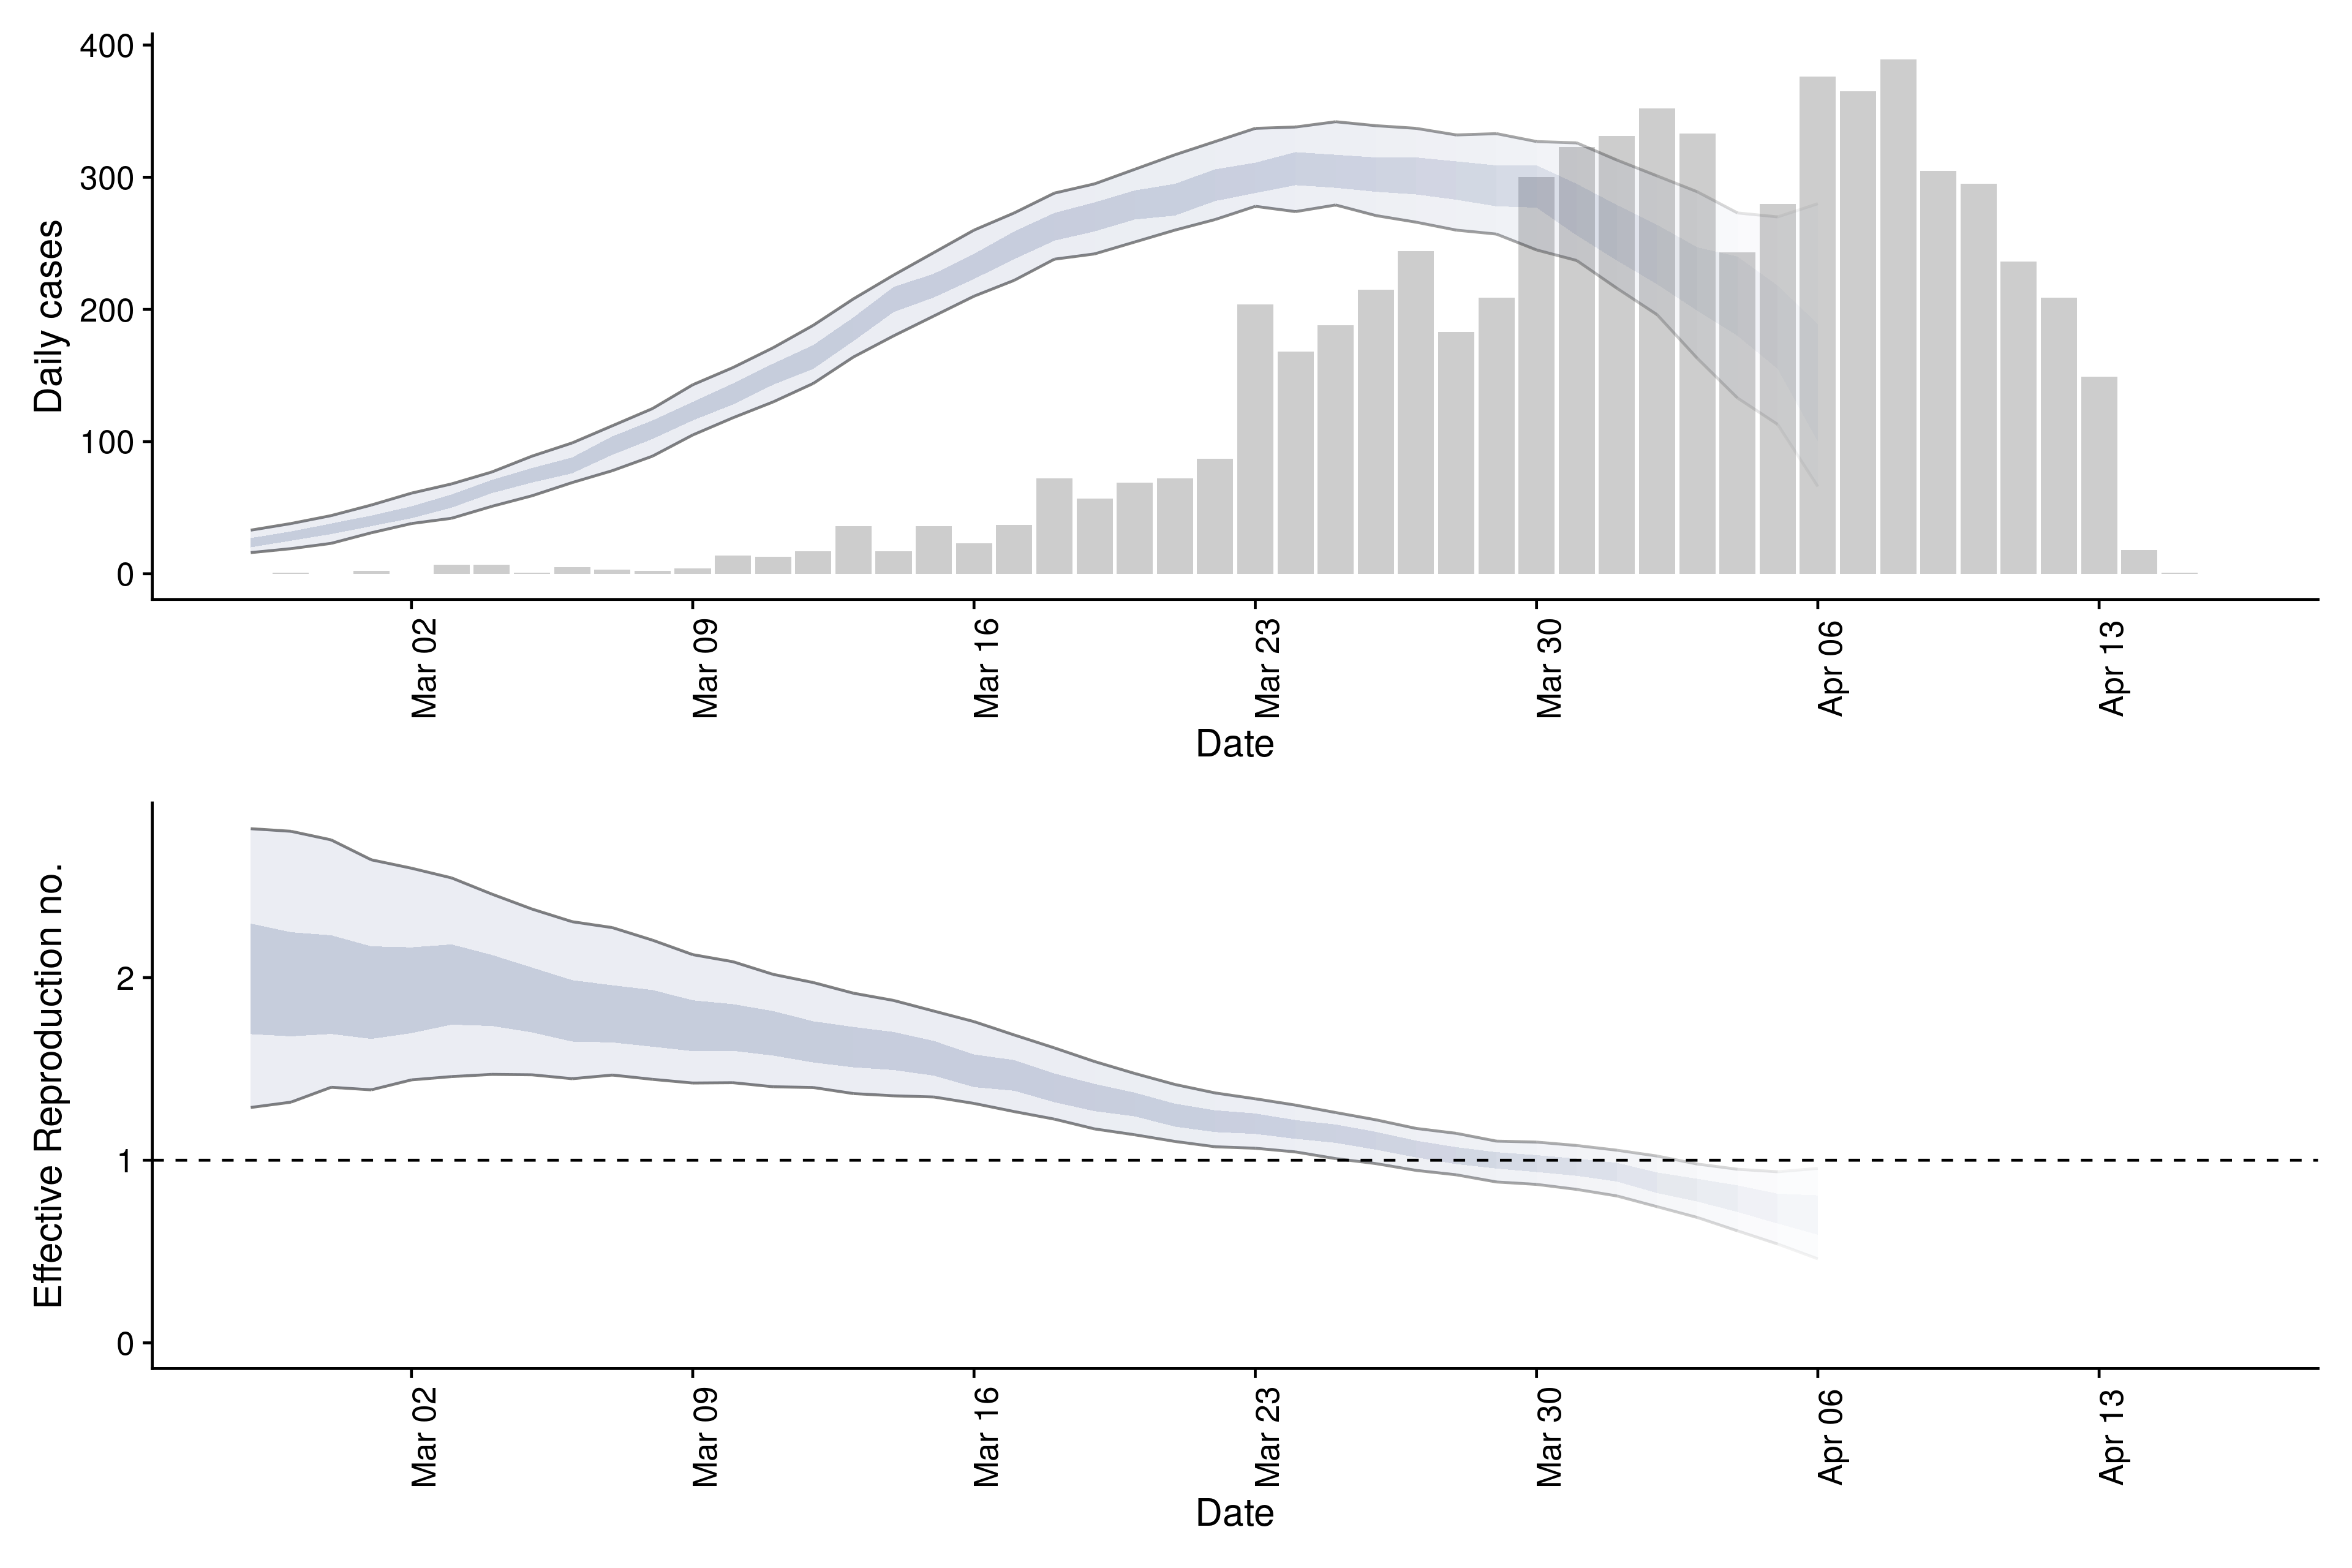 400
300
200
100
0
Daily cases
Mar 02
Mar 09
Mar 16
Mar 23
Mar 30
Apr 06
Apr 13
Date
2
1
0
Effective Reproduction no.
Mar 02
Mar 09
Mar 16
Mar 23
Mar 30
Apr 06
Apr 13
Date